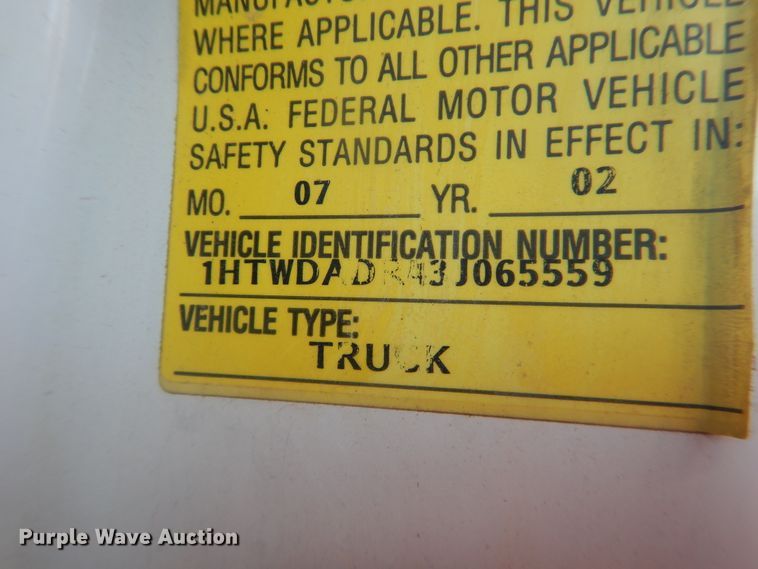 WHERE APPLICABLE. THIS VEHICLE
CONFORMS TO ALL OTHER APPLICABLE
U.S.A. FEDERAL MOTOR VEHICLE
SAFETY STANDARDS IN EFFECT IN:
MO. 07 YR. 02
VEHICLE IDENTIFICATION NUMBER:
1HTWDADR43J065559
VEHICLE TYPE:
TRUCK
Purple Wave Auction